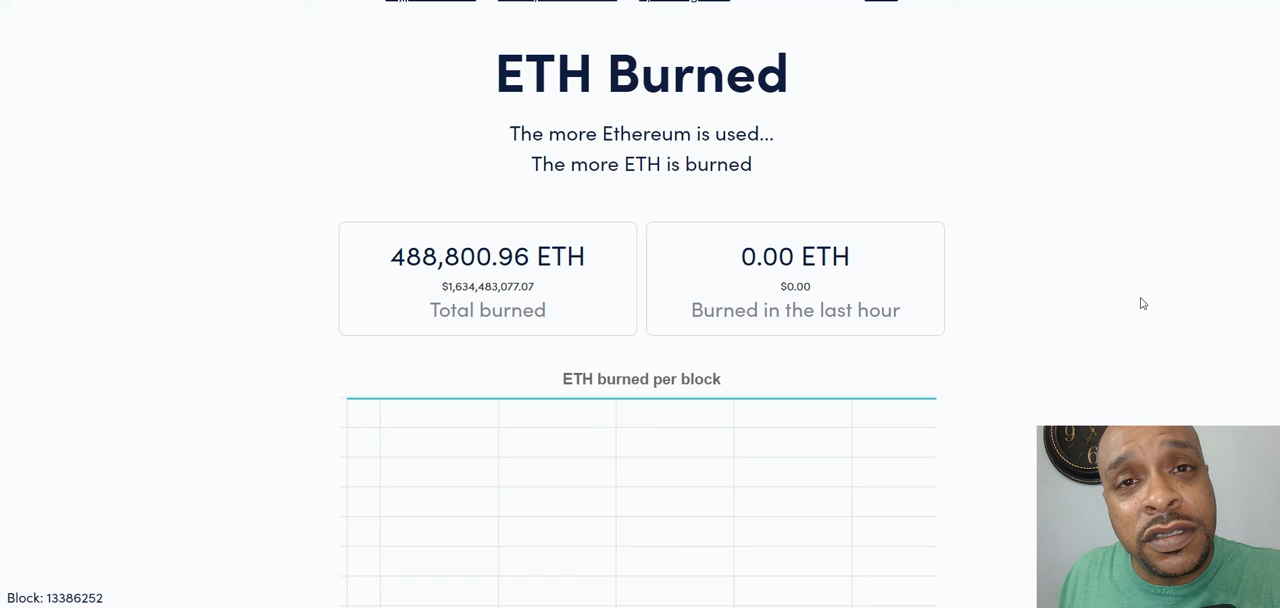 ETH Burned
The more Ethereum is used...
The more ETH is burned
488,800.96 ETH
$1,634,483,077.07
Total burned
0.00 ETH
$0.00
Burned in the last hour
ETH burned per block
Block: 13386252
9
6